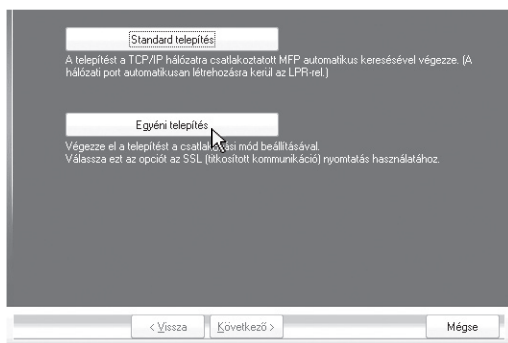 Standard telepítés
A telepítést a TCP/IP hálózatra csatlakoztatott MFP automatikus keresésével végezze. (A
hálózati port automatikusan létrehozásra kerül az LPR-rel.)
Egyéni telepítés
Végezze el a telepítést a csatlakozási mód beállításával.
Válassza ezt az opciót az SSL (titkosított kommunikáció) nyomtatás használatához.
< Vissza Következő > Mégse